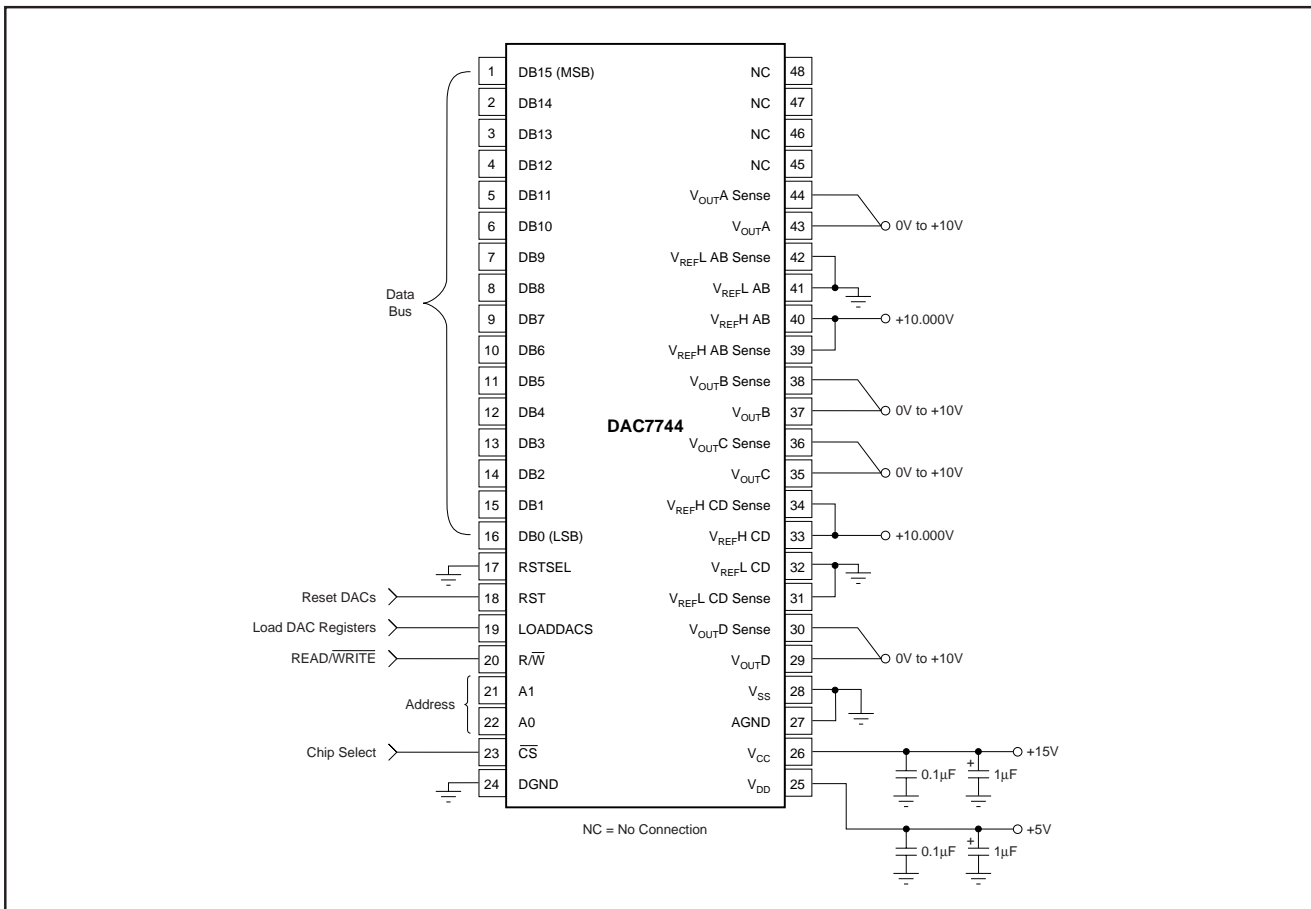 1 DB15 (MSB) NC 48
2 DB14 NC 47
3 DB13 NC 46
4 DB12 NC 45
5 DB11 VOUTA Sense 44
6 DB10 VOUTA 43 0V to +10V
7 DB9 VREFL AB Sense 42
8 DB8 VREFL AB 41
Data
Bus
9 DB7 VREFH AB 40 +10.000V
10 DB6 VREFH AB Sense 39
11 DB5 VOUTB Sense 38
12 DB4 VOUTB 37 0V to +10V
DAC7744
13 DB3 VOUTC Sense 36
14 DB2 VOUTC 35 0V to +10V
15 DB1 VREFH CD Sense 34
16 DB0 (LSB) VREFH CD 33 +10.000V
17 RSTSEL VREFL CD 32
Reset DACs 18 RST VREFL CD Sense 31
Load DAC Registers 19 LOADDACS VOUTD Sense 30
READ/W̅R̅I̅T̅E̅ 20 R/W̅ VOUTD 29 0V to +10V
21 A1 VSS 28
Address
22 A0 AGND 27
Chip Select 23 C̅S̅ VCC 26 +15V
0.1µF + 1µF
24 DGND VDD 25
NC = No Connection
+5V
0.1µF + 1µF